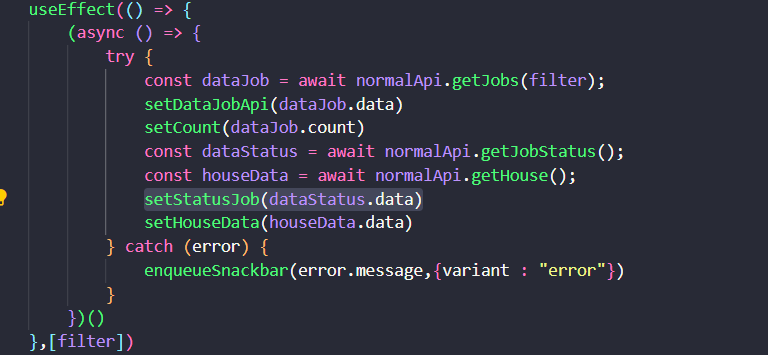 useEffect(() => {
(async () => {
try {
const dataJob = await normalApi.getJobs(filter);
setDataJobApi(dataJob.data)
setCount(dataJob.count)
const dataStatus = await normalApi.getJobStatus();
const houseData = await normalApi.getHouse();
setStatusJob(dataStatus.data)
setHouseData(houseData.data)
} catch (error) {
enqueueSnackbar(error.message,{variant : "error"})
}
})()
},[filter])